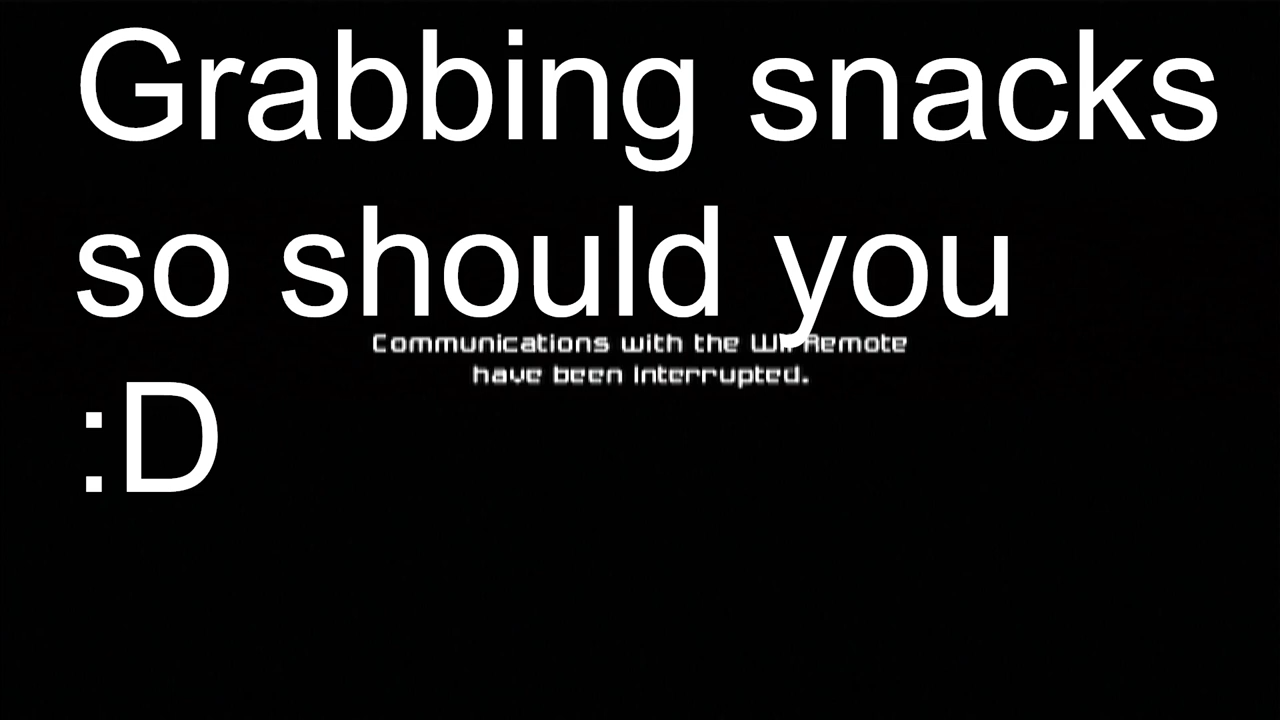 Grabbing snacks
so should you
Communications with the Wii Remote
have been interrupted.
:D